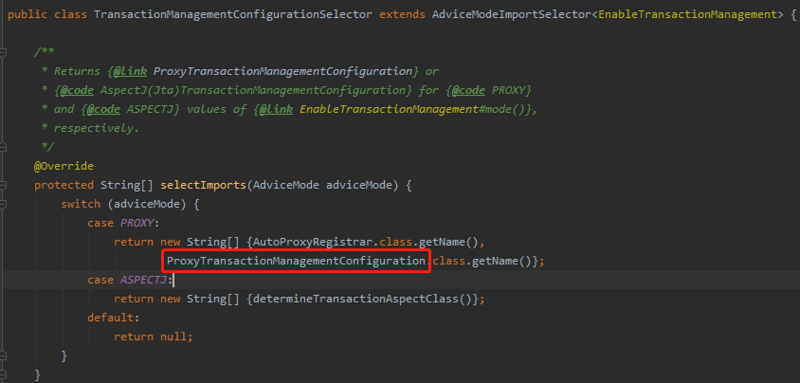 public class TransactionManagementConfigurationSelector extends AdviceModeImportSelector<EnableTransactionManagement> {
/**
* Returns {@link ProxyTransactionManagementConfiguration} or
* {@code AspectJ(Jta)TransactionManagementConfiguration} for {@code PROXY}
* and {@code ASPECTJ} values of {@link EnableTransactionManagement#mode()},
* respectively.
*/
@Override
protected String[] selectImports(AdviceMode adviceMode) {
switch (adviceMode) {
case PROXY:
return new String[] {AutoProxyRegistrar.class.getName(),
ProxyTransactionManagementConfiguration.class.getName()};
case ASPECTJ:
return new String[] {determineTransactionAspectClass()};
default:
return null;
}
}